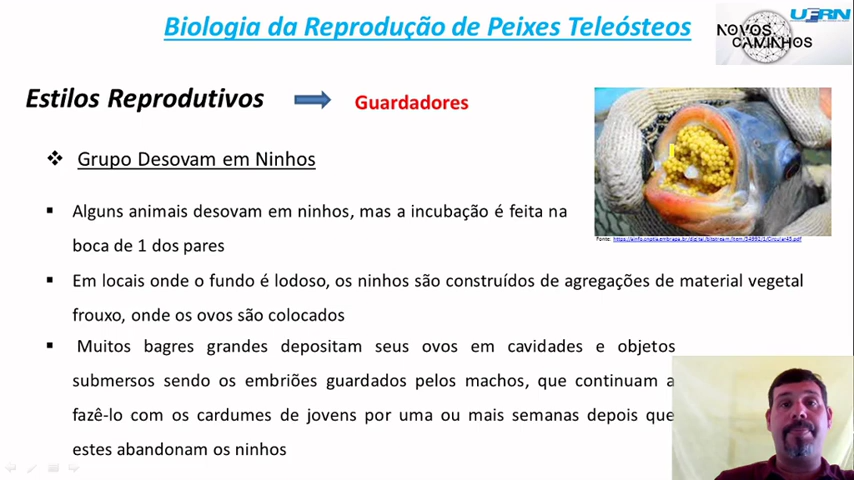 Biologia da Reprodução de Peixes Teleósteos
UFRN
NOVOS
CAMINHOS
Estilos Reprodutivos
Guardadores
Grupo Desovam em Ninhos
Alguns animais desovam em ninhos, mas a incubação é feita na
boca de 1 dos pares
Fonte:
Em locais onde o fundo é lodoso, os ninhos são construídos de agregações de material vegetal
frouxo, onde os ovos são colocados
Muitos bagres grandes depositam seus ovos em cavidades e objetos
submersos sendo os embriões guardados pelos machos, que continuam a
fazê-lo com os cardumes de jovens por uma ou mais semanas depois que
estes abandonam os ninhos